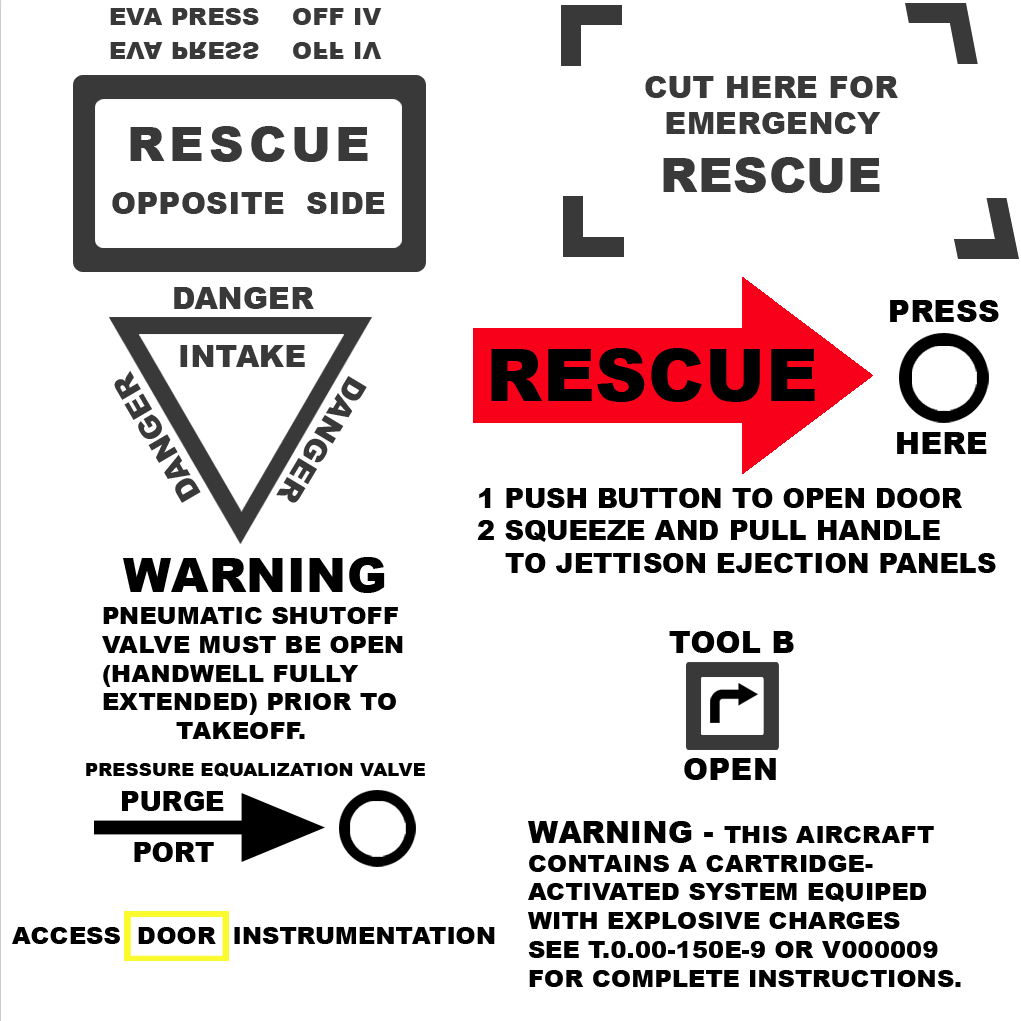 EVA PRESS OFF IV
EVA PRESS OFF IV
RESCUE
OPPOSITE SIDE
CUT HERE FOR
EMERGENCY
RESCUE
DANGER
INTAKE
DANGER
DANGER
RESCUE
PRESS
HERE
1 PUSH BUTTON TO OPEN DOOR
2 SQUEEZE AND PULL HANDLE
TO JETTISON EJECTION PANELS
WARNING
PNEUMATIC SHUTOFF
VALVE MUST BE OPEN
(HANDWELL FULLY
EXTENDED) PRIOR TO
TAKEOFF.
TOOL B
OPEN
PRESSURE EQUALIZATION VALVE
PURGE
PORT
WARNING - THIS AIRCRAFT
CONTAINS A CARTRIDGE-
ACTIVATED SYSTEM EQUIPED
WITH EXPLOSIVE CHARGES
SEE T.0.00-150E-9 OR V000009
FOR COMPLETE INSTRUCTIONS.
ACCESS DOOR INSTRUMENTATION